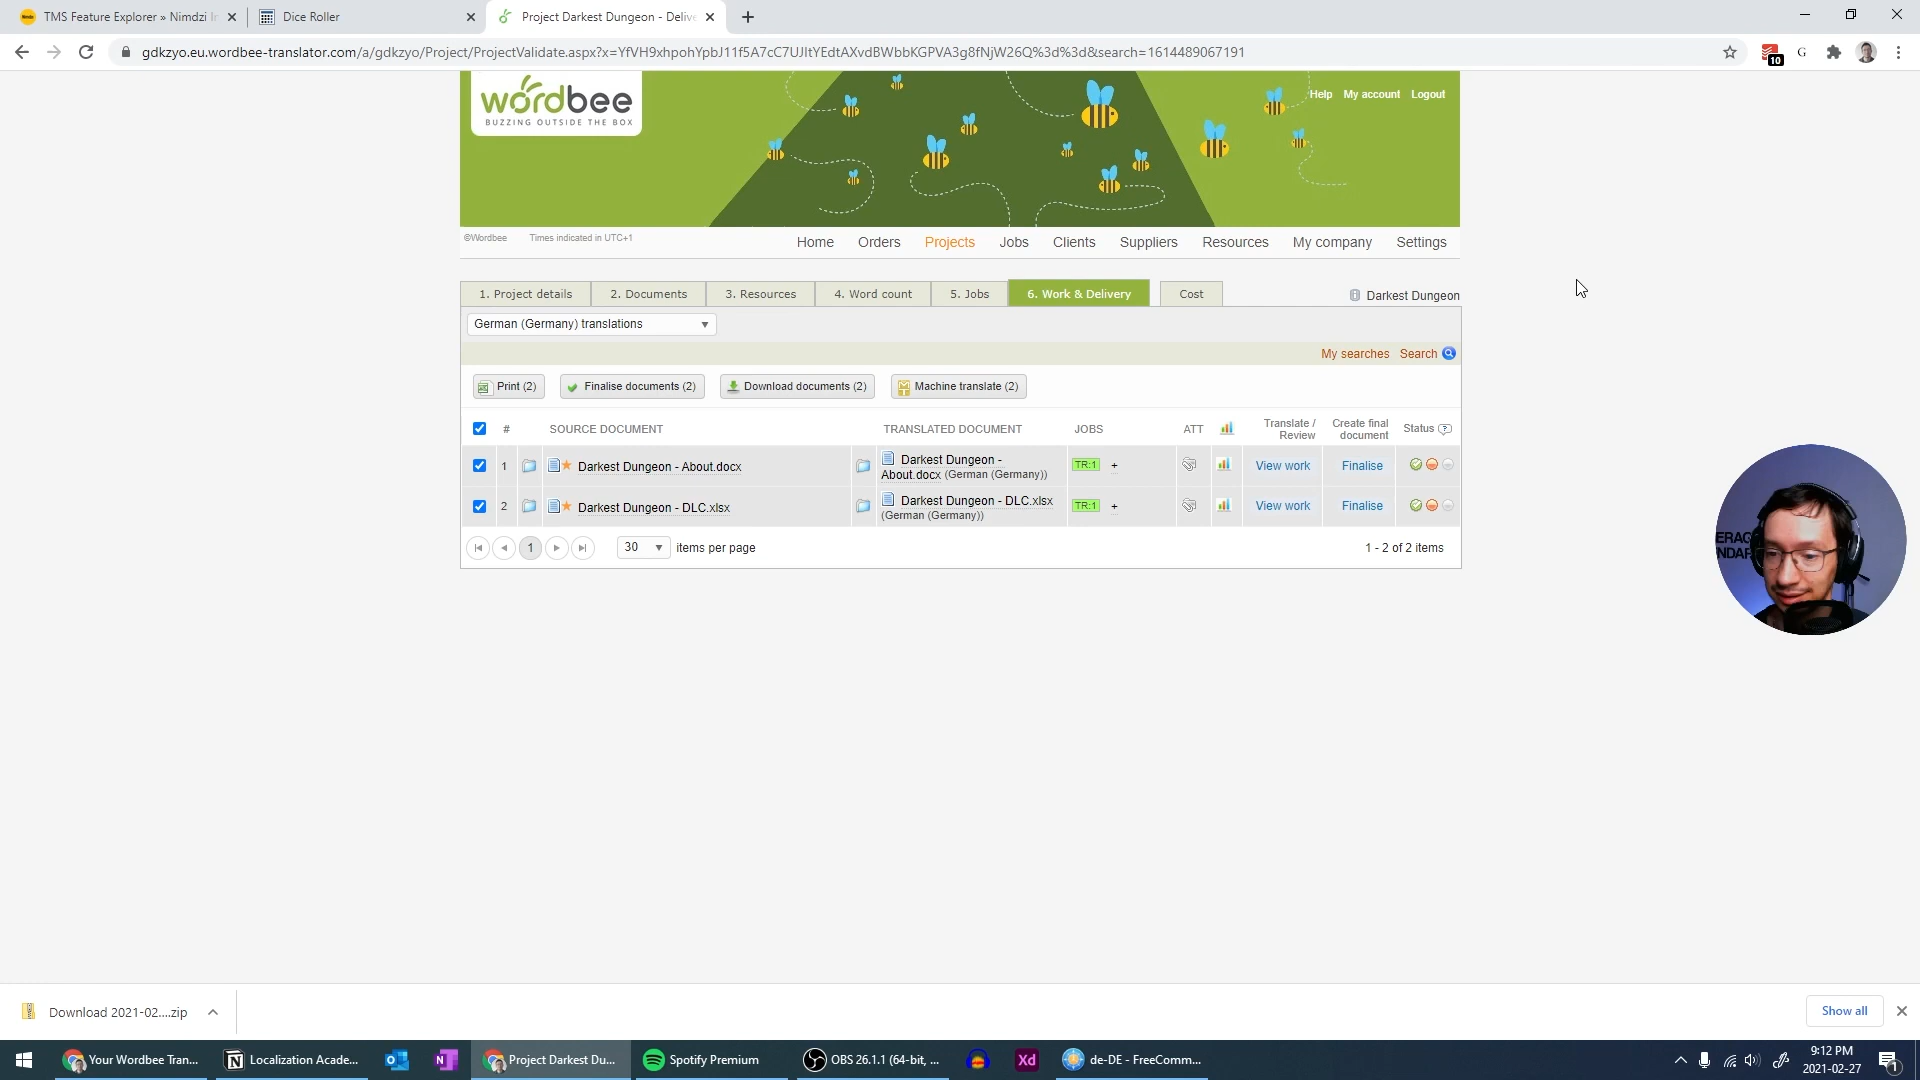 TMS Feature Explorer » Nimdzi In
Dice Roller
Project Darkest Dungeon - Delive
gdkzyo.eu.wordbee-translator.com/a/gdkzyo/Project/ProjectValidate.aspx?x=YfVH9xhpohYpbJ11f5A7cC7UJItYEdtAXvdBWbbKGPVA3g8fNjW26Q%3d%3d&search=1614489067191
10
G
wordbee
BUZZING OUTSIDE THE BOX
Help My account Logout
©Wordbee Times indicated in UTC+1
Home Orders Projects Jobs Clients Suppliers Resources My company Settings
1. Project details 2. Documents 3. Resources 4. Word count 5. Jobs 6. Work & Delivery Cost
Darkest Dungeon
German (Germany) translations
My searches Search
Print (2) Finalise documents (2) Download documents (2) Machine translate (2)
# SOURCE DOCUMENT TRANSLATED DOCUMENT JOBS ATT Translate / Review Create final document Status
1 Darkest Dungeon - About.docx Darkest Dungeon - About.docx (German (Germany)) TR:1 + View work Finalise
2 Darkest Dungeon - DLC.xlsx Darkest Dungeon - DLC.xlsx (German (Germany)) TR:1 + View work Finalise
1 30 items per page 1 - 2 of 2 items
ERAG
NDAR
Download 2021-02....zip
Show all
Your Wordbee Tran...
Localization Acade...
Project Darkest Du...
Spotify Premium
OBS 26.1.1 (64-bit, ...
Xd
de-DE - FreeComm...
9:12 PM
2021-02-27
1